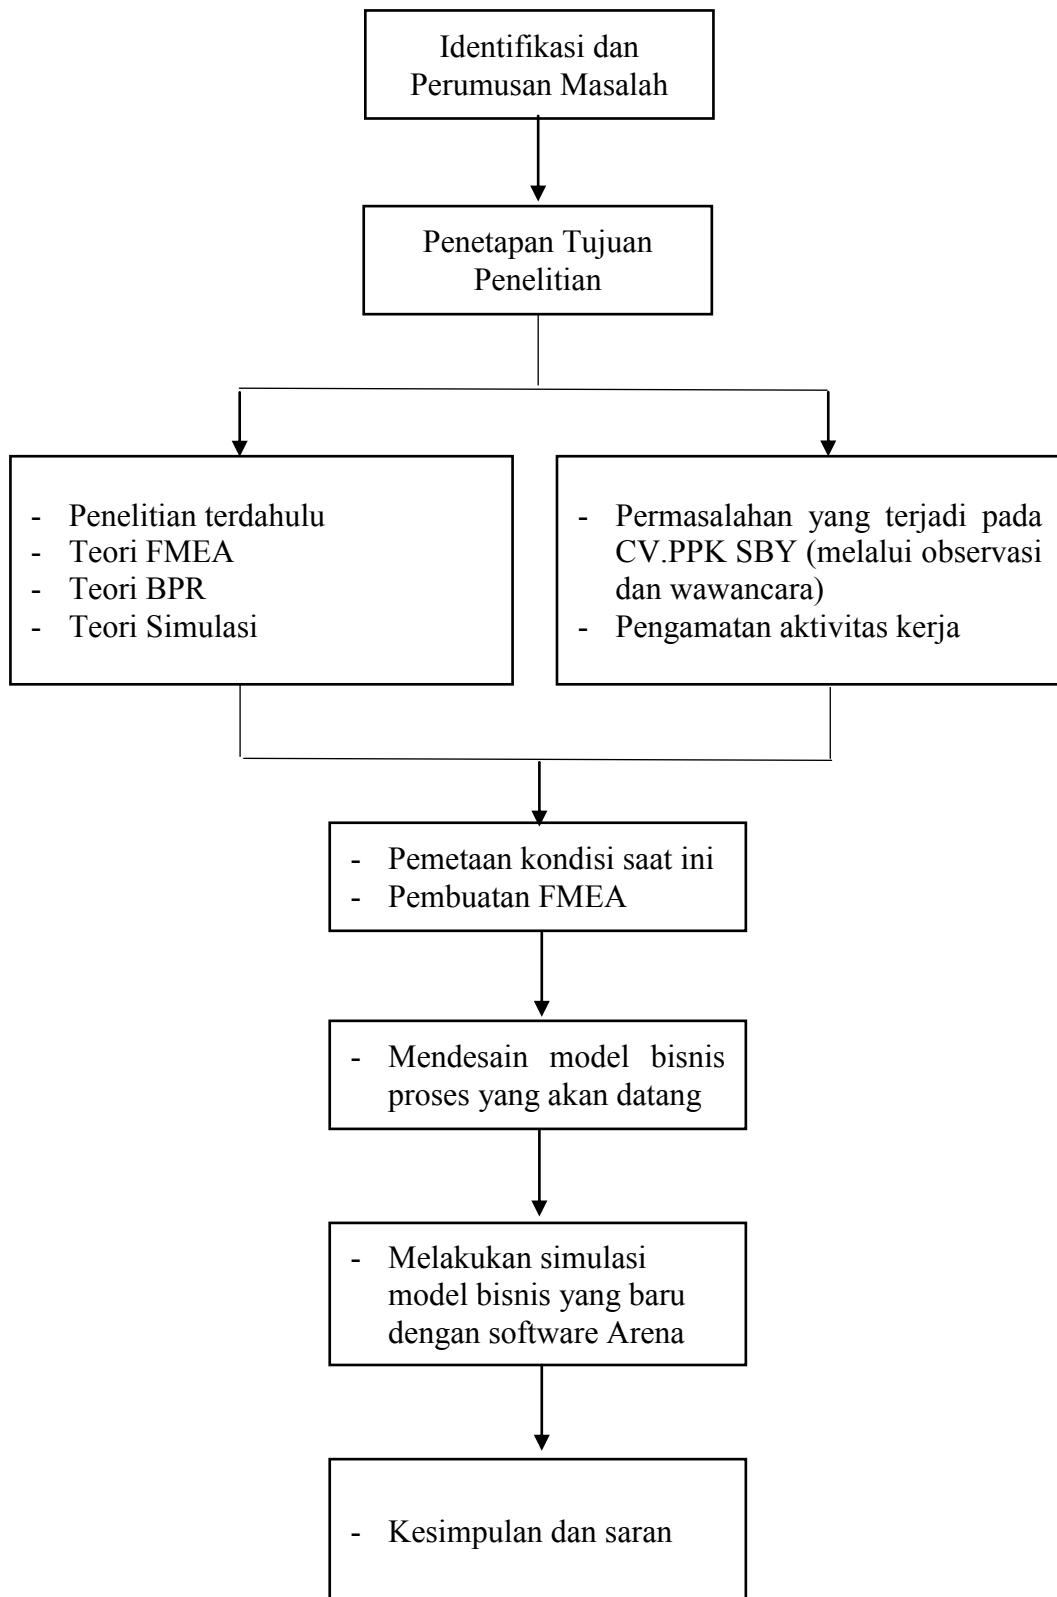 Identifikasi dan
Perumusan Masalah
Penetapan Tujuan
Penelitian
- Penelitian terdahulu
- Teori FMEA
- Teori BPR
- Teori Simulasi
- Permasalahan yang terjadi pada
CV.PPK SBY (melalui observasi
dan wawancara)
- Pengamatan aktivitas kerja
- Pemetaan kondisi saat ini
- Pembuatan FMEA
- Mendesain model bisnis
proses yang akan datang
- Melakukan simulasi
model bisnis yang baru
dengan software Arena
- Kesimpulan dan saran